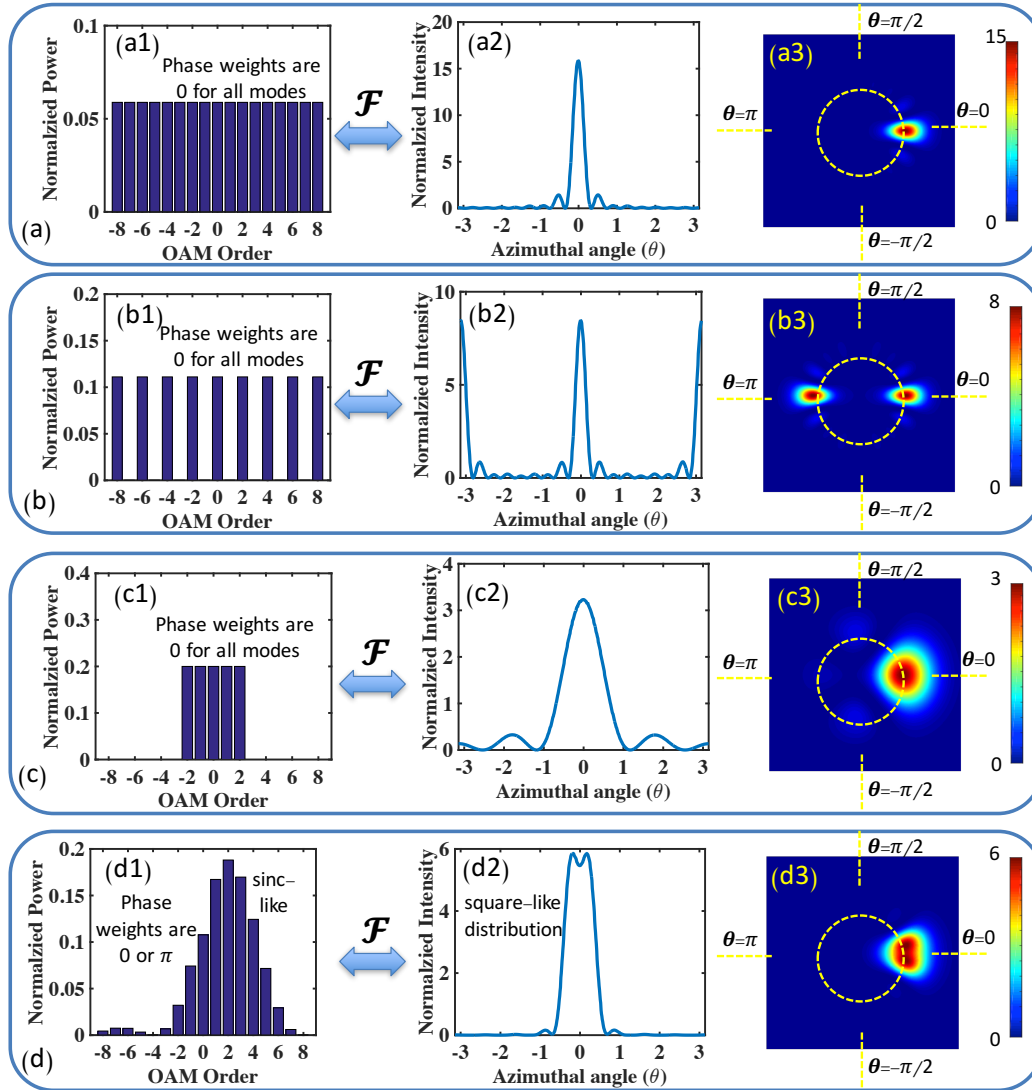 (a)
(a1)
Phase weights are
0 for all modes
Normalzied Power
0.1
0.05
0
-8 -6 -4 -2 0 2 4 6 8
OAM Order
𝓕
(a2)
Normalzied Intensity
20
15
10
5
0
-3 -2 -1 0 1 2 3
Azimuthal angle (θ)
(a3)
θ=π/2
θ=π
θ=0
θ=−π/2
15
0
(b)
(b1)
Phase weights are
0 for all modes
Normalzied Power
0.2
0.15
0.1
0.05
0
-8 -6 -4 -2 0 2 4 6 8
OAM Order
𝓕
(b2)
Normalzied Intensity
10
5
0
-3 -2 -1 0 1 2 3
Azimuthal angle (θ)
(b3)
θ=π/2
θ=π
θ=0
θ=−π/2
8
0
(c)
(c1)
Phase weights are
0 for all modes
Normalzied Power
0.4
0.3
0.2
0.1
0
-8 -6 -4 -2 0 2 4 6 8
OAM Order
𝓕
(c2)
Normalzied Intensity
4
3
2
1
0
-3 -2 -1 0 1 2 3
Azimuthal angle (θ)
(c3)
θ=π/2
θ=π
θ=0
θ=−π/2
3
0
(d)
(d1)
Phase
weights are
0 or π
sinc–
like
Normalzied Power
0.2
0.15
0.1
0.05
0
-8 -6 -4 -2 0 2 4 6 8
OAM Order
𝓕
(d2)
square–like
distribution
Normalzied Intensity
6
4
2
0
-3 -2 -1 0 1 2 3
Azimuthal angle (θ)
(d3)
θ=π/2
θ=π
θ=0
θ=−π/2
6
0